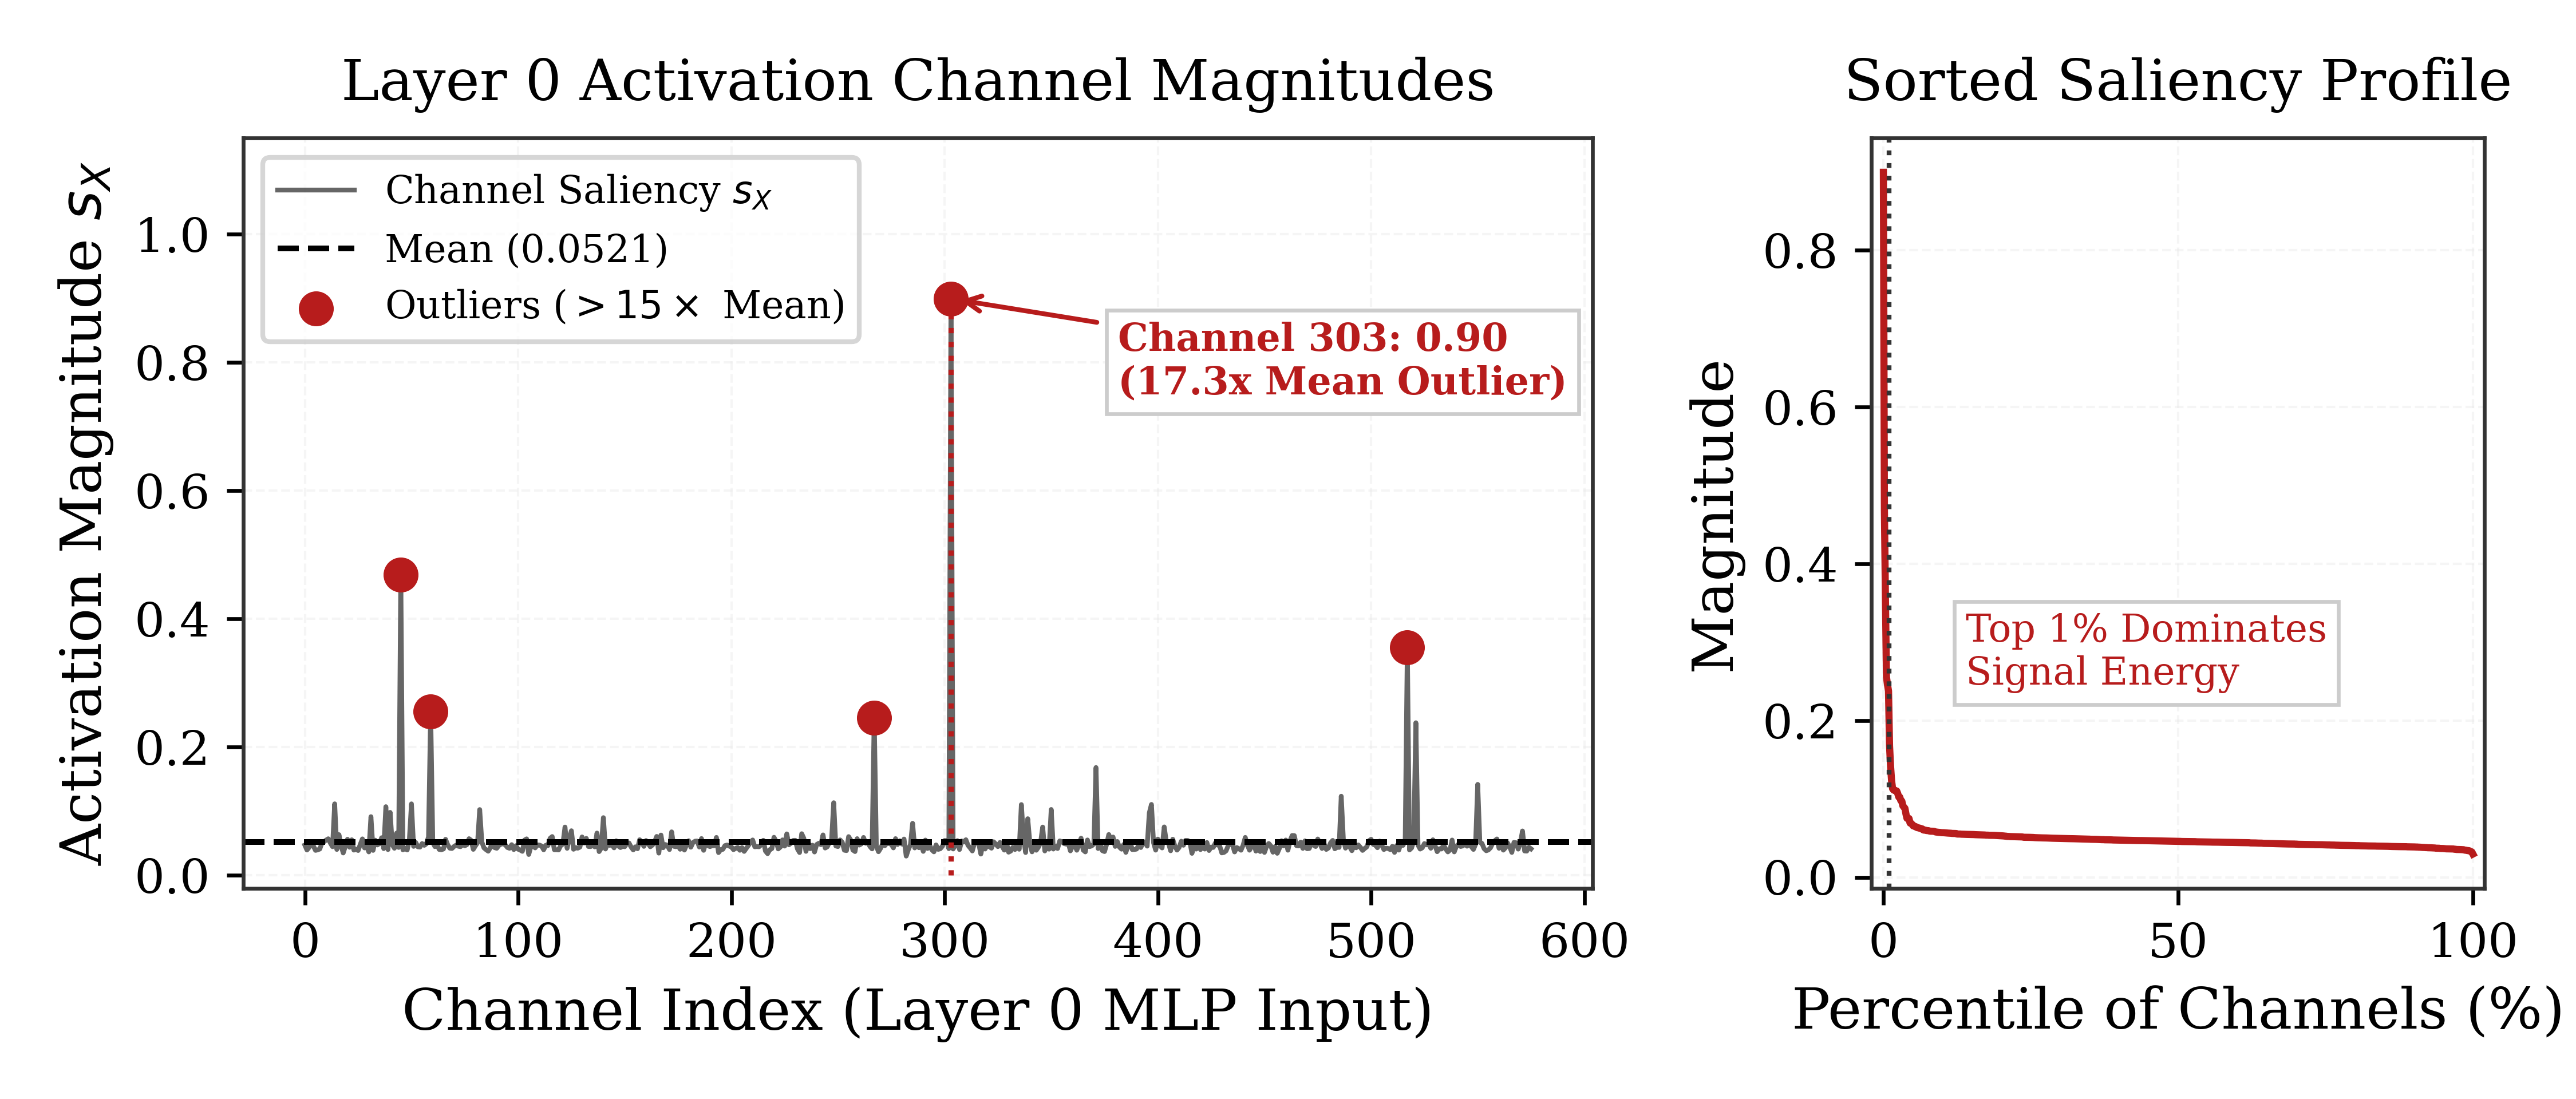 Layer 0 Activation Channel Magnitudes
Activation Magnitude s_X
1.0
0.8
0.6
0.4
0.2
0.0
Channel Saliency s_X
Mean (0.0521)
Outliers ( > 15 × Mean)
Channel 303: 0.90
(17.3x Mean Outlier)
0 100 200 300 400 500 600
Channel Index (Layer 0 MLP Input)
Sorted Saliency Profile
Magnitude
0.8
0.6
0.4
0.2
0.0
Top 1% Dominates
Signal Energy
0 50 100
Percentile of Channels (%)